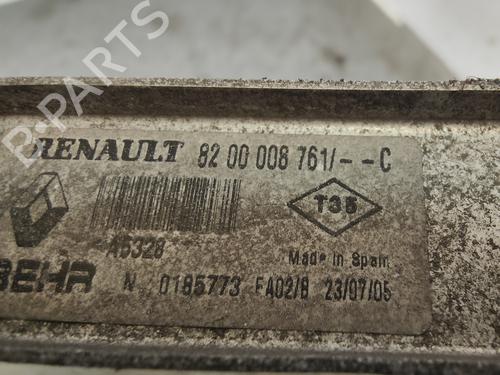 B-PARTS
RENAULT 82 00 008 761/--C
A5328
T35
Made in Spain
BEHR N 0185773 FA02/B 23/07/05